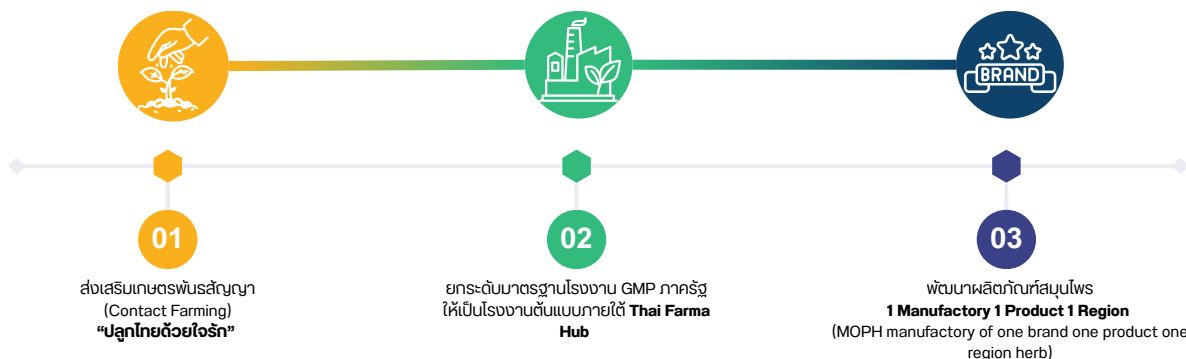 BRAND
01
ส่งเสริมเกษตรพันธสัญญา
(Contact Farming)
“ปลูกไทยด้วยใจรัก”
02
ยกระดับมาตรฐานโรงงาน GMP ภาครัฐ
ให้เป็นโรงงานต้นแบบภายใต้ Thai Farma
Hub
03
พัฒนาผลิตภัณฑ์สมุนไพร
1 Manufactory 1 Product 1 Region
(MOPH manufactory of one brand one product one
region herb)